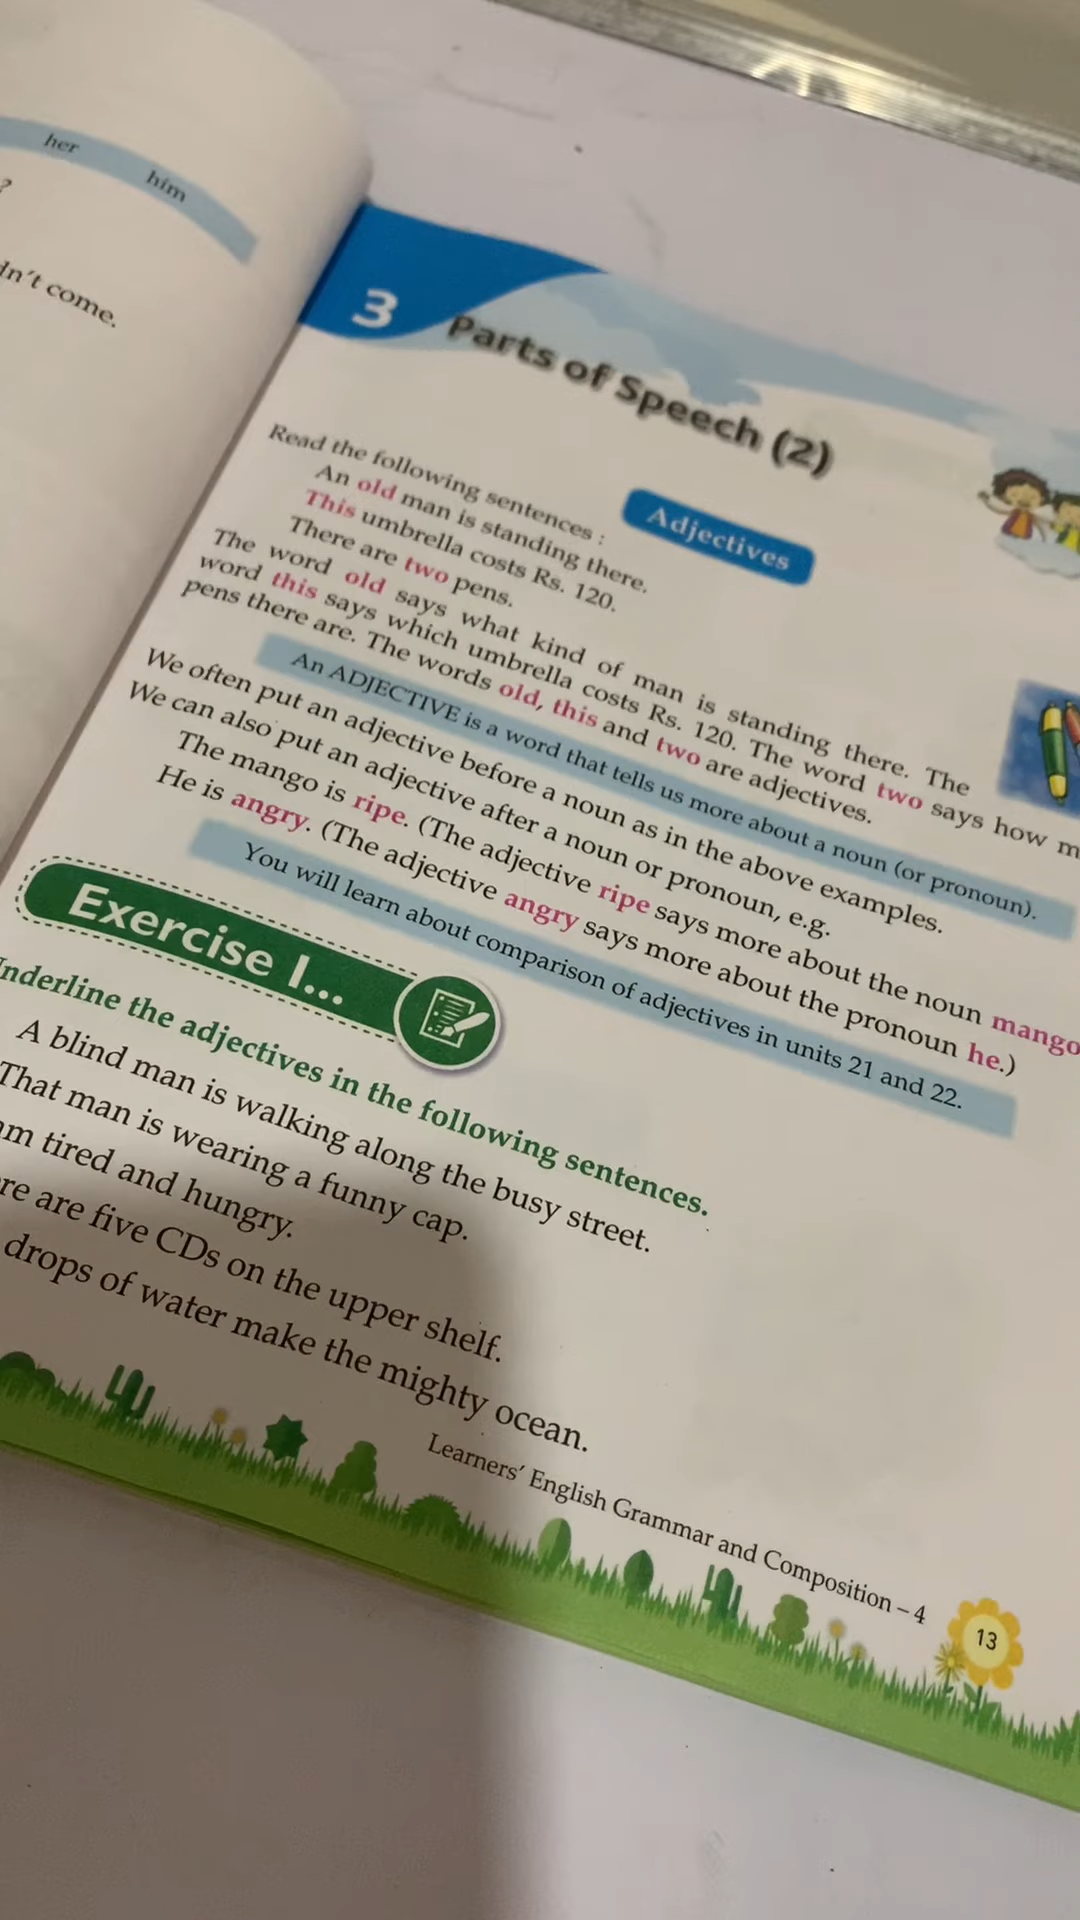 her him
?
dn't come.
3
Parts of Speech (2)
Adjectives
Read the following sentences :
An old man is standing there.
This umbrella costs Rs. 120.
There are two pens.
The word old says what kind of man is standing there. The
word this says which umbrella costs Rs. 120. The word two says how
pens there are. The words old, this and two are adjectives.
An ADJECTIVE is a word that tells us more about a noun (or pronoun).
We often put an adjective before a noun as in the above examples.
We can also put an adjective after a noun or pronoun, e.g.
The mango is ripe. (The adjective ripe says more about the noun mango
He is angry. (The adjective angry says more about the pronoun he.)
You will learn about comparison of adjectives in units 21 and 22.
Exercise I...
nderline the adjectives in the following sentences.
A blind man is walking along the busy street.
That man is wearing a funny cap.
am tired and hungry.
re are five CDs on the upper shelf.
drops of water make the mighty ocean.
Learners' English Grammar and Composition – 4
13